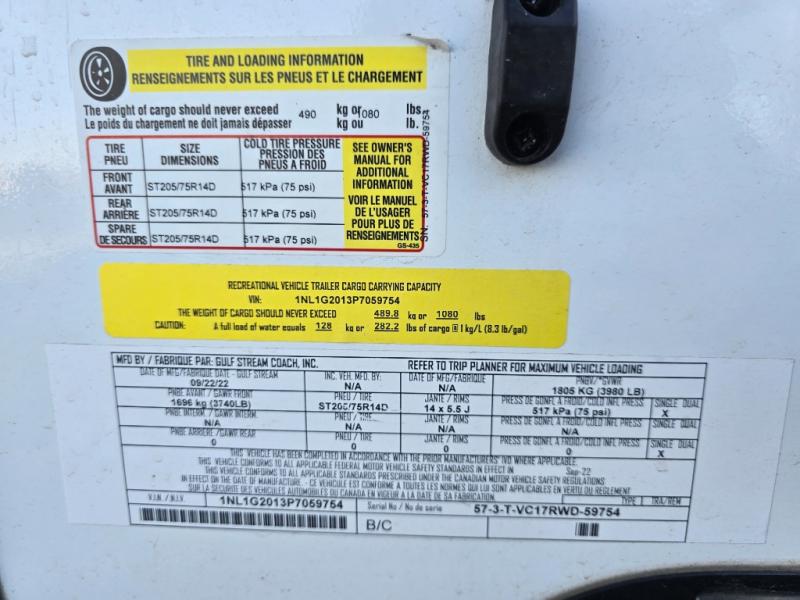 TIRE AND LOADING INFORMATION
RENSEIGNEMENTS SUR LES PNEUS ET LE CHARGEMENT
The weight of cargo should never exceed 490 kg or 1080 lbs.
Le poids du chargement ne doit jamais dépasser kg ou lb.
TIRE PNEU SIZE DIMENSIONS COLD TIRE PRESSURE PRESSION DES PNEUS A FROID
FRONT AVANT ST205/75R14D 517 kPa (75 psi)
REAR ARRIÈRE ST205/75R14D 517 kPa (75 psi)
SPARE DE SECOURS ST205/75R14D 517 kPa (75 psi)
SEE OWNER'S
MANUAL FOR
ADDITIONAL
INFORMATION
VOIR LE MANUEL
DE L'USAGER
POUR PLUS DE
RENSEIGNEMENTS
GS-435
SN. 57-3-T-VC17RWD-59754
RECREATIONAL VEHICLE TRAILER CARGO CARRYING CAPACITY
VIN: 1NL1G2013P7059754
THE WEIGHT OF CARGO SHOULD NEVER EXCEED 489.8 kg or 1080 lbs
CAUTION: A full load of water equals 128 kg or 282.2 lbs of cargo @ 1 kg/L (8.3 lb/gal)
MFD BY / FABRIQUE PAR: GULF STREAM COACH, INC. REFER TO TRIP PLANNER FOR MAXIMUM VEHICLE LOADING
DATE OF MFG/FABRICATION DATE - GULF STREAM INC. VEH. MFD BY: DATE OF MFG/FABRICATION PNBV/ GVWR
09/22/22 N/A N/A 1805 KG (3980 LB)
PNBE AVANT / GAWR FRONT PNEU / TIRE JANTE / RIMS PRESS DE GONFL A FROID/COLD INFL PRESS SINGLE DUAL
1696 kg (3740LB) ST205/75R14D 14 x 5.5 J 517 kPa (75 psi) X
PNBE INTERM. / GAWR INTERM. PNEU / TIRE JANTE / RIMS PRESS DE GONFL A FROID/COLD INFL PRESS SINGLE DUAL
N/A N/A N/A N/A
PNBE ARRIÈRE /GAWR REAR PNEU / TIRE JANTE / RIMS PRESS DE GONFL A FROID/COLD INFL PRESS SINGLE DUAL
0 0 0 0 X
THIS VEHICLE HAS BEEN COMPLETED IN ACCORDANCE WITH THE PRIOR MANUFACTURERS' IVD WHERE APPLICABLE.
THIS VEHICLE CONFORMS TO ALL APPLICABLE FEDERAL MOTOR VEHICLE SAFETY STANDARDS IN EFFECT IN Sep-22
THIS VEHICLE CONFORMS TO ALL APPLICABLE STANDARDS PRESCRIBED UNDER THE CANADIAN MOTOR VEHICLE SAFETY
REGULATIONS IN EFFECT ON THE DATE OF MANUFACTURE - CE VEHICULE EST CONFORME A TOUTES LES NORMES QUI LUI SONT APPLICABLES EN VERTU DU REGLEMENT
SUR LA SECURITE DES VEHICULES AUTOMOBILES DU CANADA EN VIGUEUR A LA DATE DE SA FABRICATION.
TYPE TRA/REM
V.I.N. / N.I.V. 1NL1G2013P7059754 Serial No / No de serie 57-3-T-VC17RWD-59754
B/C